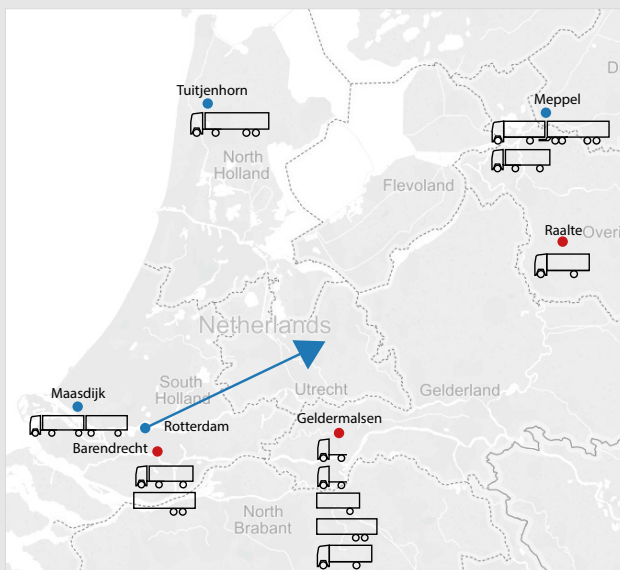 Tuitjenhorn
Meppel
D
North
Holland
Flevoland
Raalte
Overi
Netherlands
Maasdijk
South
Holland
Utrecht
Gelderland
Rotterdam
Geldermalsen
Barendrecht
North
Brabant